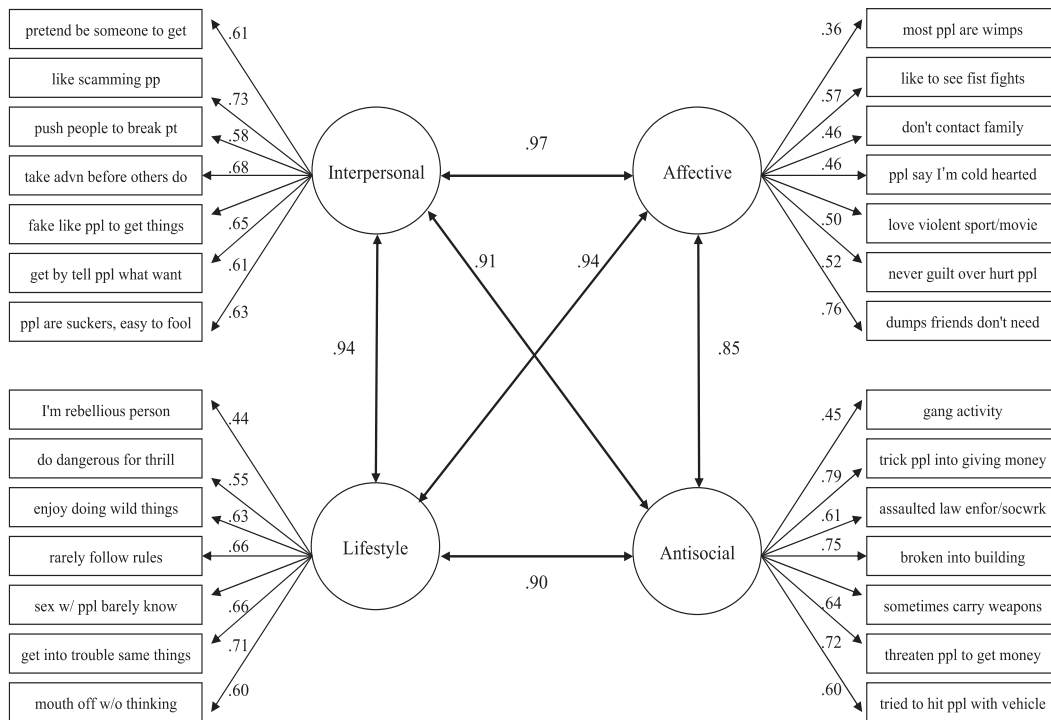 pretend be someone to get
like scamming pp
push people to break pt
take advn before others do
fake like ppl to get things
get by tell ppl what want
ppl are suckers, easy to fool
.61
.73
.58
.68
.65
.61
.63
Interpersonal
.97
Affective
.36
.57
.46
.46
.50
.52
.76
most ppl are wimps
like to see fist fights
don't contact family
ppl say I'm cold hearted
love violent sport/movie
never guilt over hurt ppl
dumps friends don't need
.91
.94
.94
.85
I'm rebellious person
do dangerous for thrill
enjoy doing wild things
rarely follow rules
sex w/ ppl barely know
get into trouble same things
mouth off w/o thinking
.44
.55
.63
.66
.66
.71
.60
Lifestyle
.90
Antisocial
.45
.79
.61
.75
.64
.72
.60
gang activity
trick ppl into giving money
assaulted law enfor/socwrk
broken into building
sometimes carry weapons
threaten ppl to get money
tried to hit ppl with vehicle